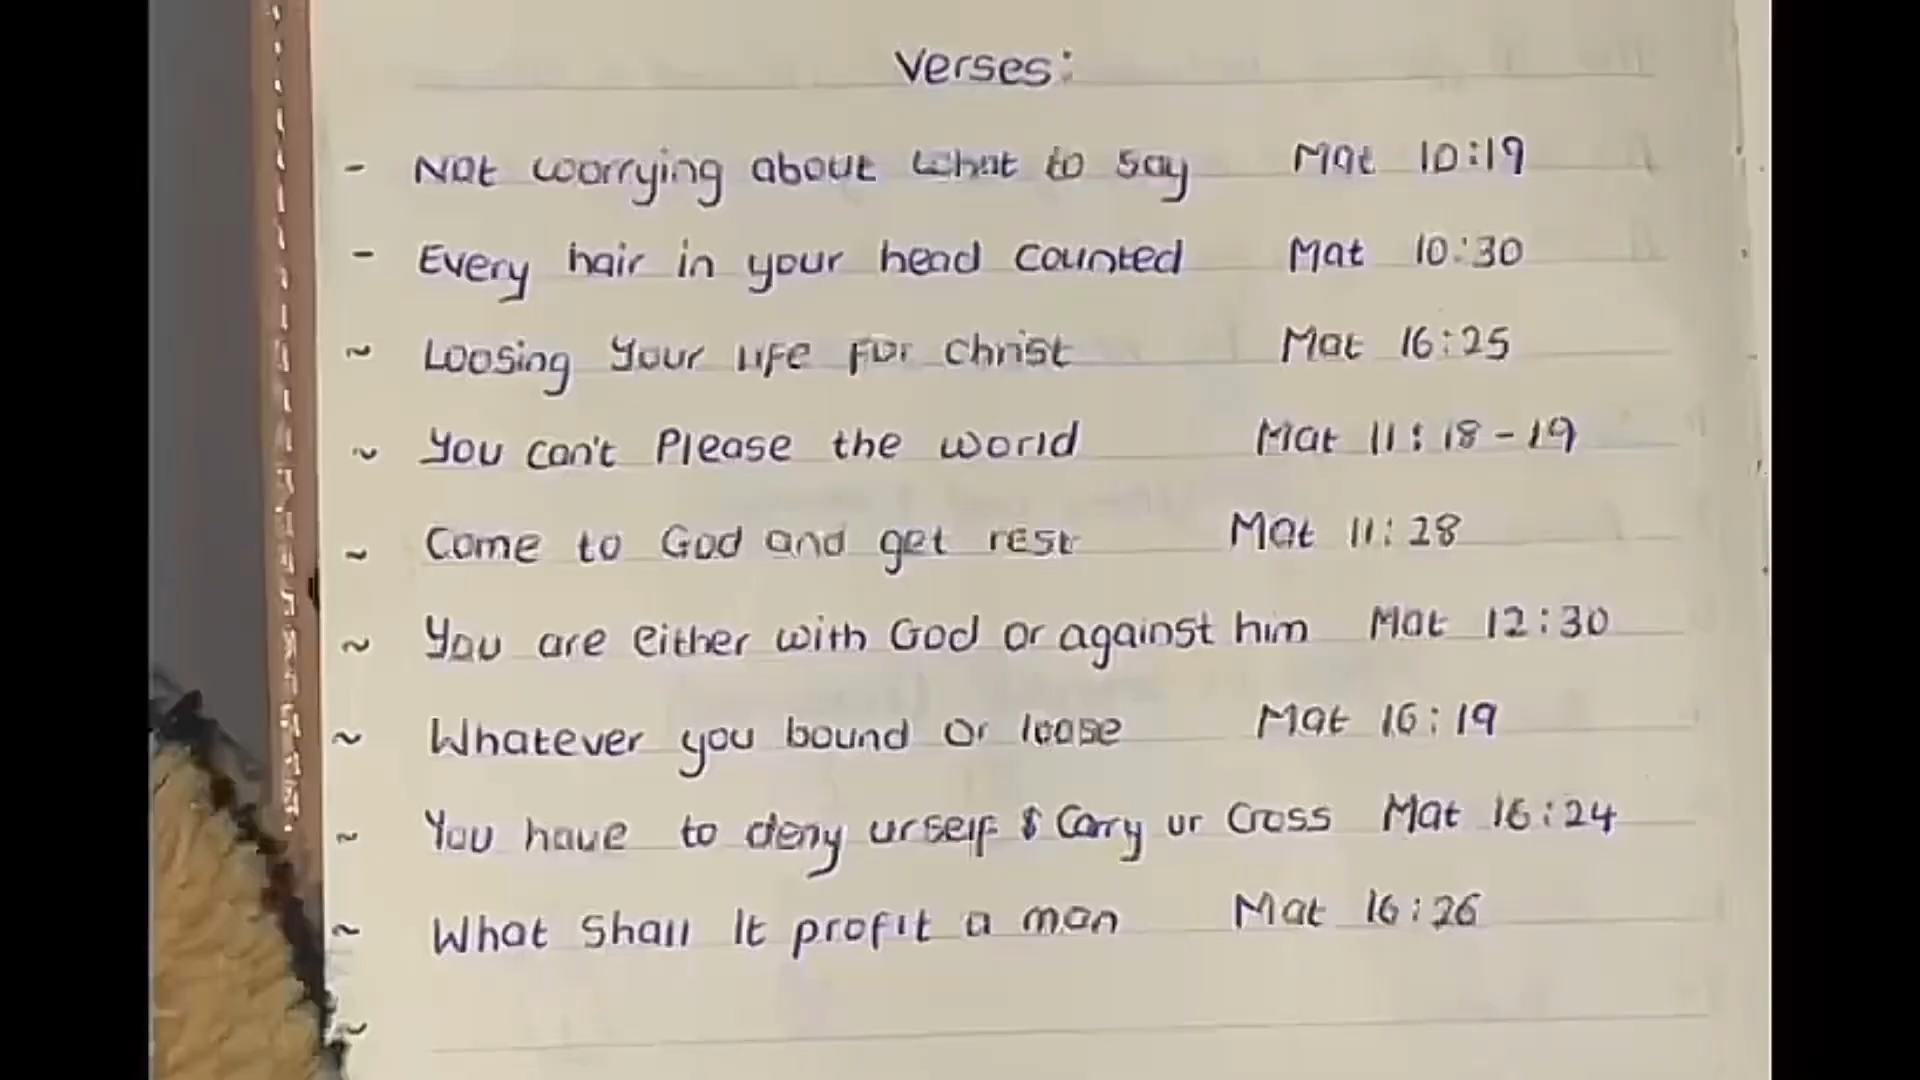 Verses:
- Not worrying about what to say Mat 10:19
- Every hair in your head counted Mat 10:30
~ Loosing your life for christ Mat 16:25
~ You can't Please the world Mat 11:18-19
~ Come to God and get rest Mat 11:28
~ You are either with God or against him Mat 12:30
~ Whatever you bound or loose Mat 16:19
~ You have to deny urself & Carry ur Cross Mat 16:24
~ What Shall It profit a man Mat 16:26
~